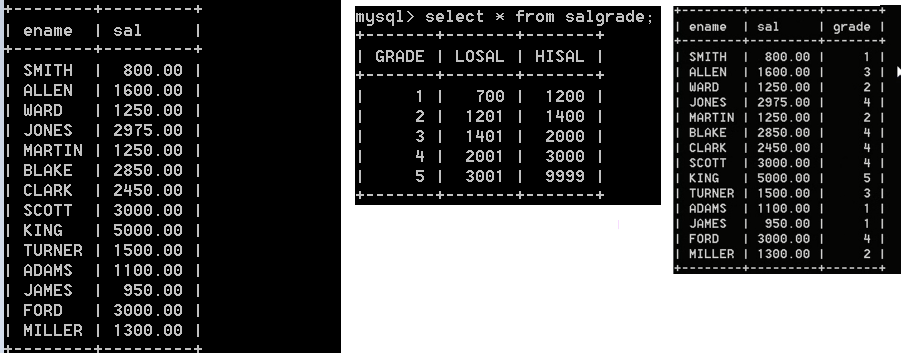 +--------+---------+
| ename  | sal     |
+--------+---------+
| SMITH  |  800.00 |
| ALLEN  | 1600.00 |
| WARD   | 1250.00 |
| JONES  | 2975.00 |
| MARTIN | 1250.00 |
| BLAKE  | 2850.00 |
| CLARK  | 2450.00 |
| SCOTT  | 3000.00 |
| KING   | 5000.00 |
| TURNER | 1500.00 |
| ADAMS  | 1100.00 |
| JAMES  |  950.00 |
| FORD   | 3000.00 |
| MILLER | 1300.00 |
+--------+---------+
mysql> select * from salgrade;
+-------+-------+-------+
| GRADE | LOSAL | HISAL |
+-------+-------+-------+
|     1 |   700 |  1200 |
|     2 |  1201 |  1400 |
|     3 |  1401 |  2000 |
|     4 |  2001 |  3000 |
|     5 |  3001 |  9999 |
+-------+-------+-------+
+--------+---------+-------+
| ename  | sal     | grade |
+--------+---------+-------+
| SMITH  |  800.00 |     1 |
| ALLEN  | 1600.00 |     3 |
| WARD   | 1250.00 |     2 |
| JONES  | 2975.00 |     4 |
| MARTIN | 1250.00 |     2 |
| BLAKE  | 2850.00 |     4 |
| CLARK  | 2450.00 |     4 |
| SCOTT  | 3000.00 |     4 |
| KING   | 5000.00 |     5 |
| TURNER | 1500.00 |     3 |
| ADAMS  | 1100.00 |     1 |
| JAMES  |  950.00 |     1 |
| FORD   | 3000.00 |     4 |
| MILLER | 1300.00 |     2 |
+--------+---------+-------+